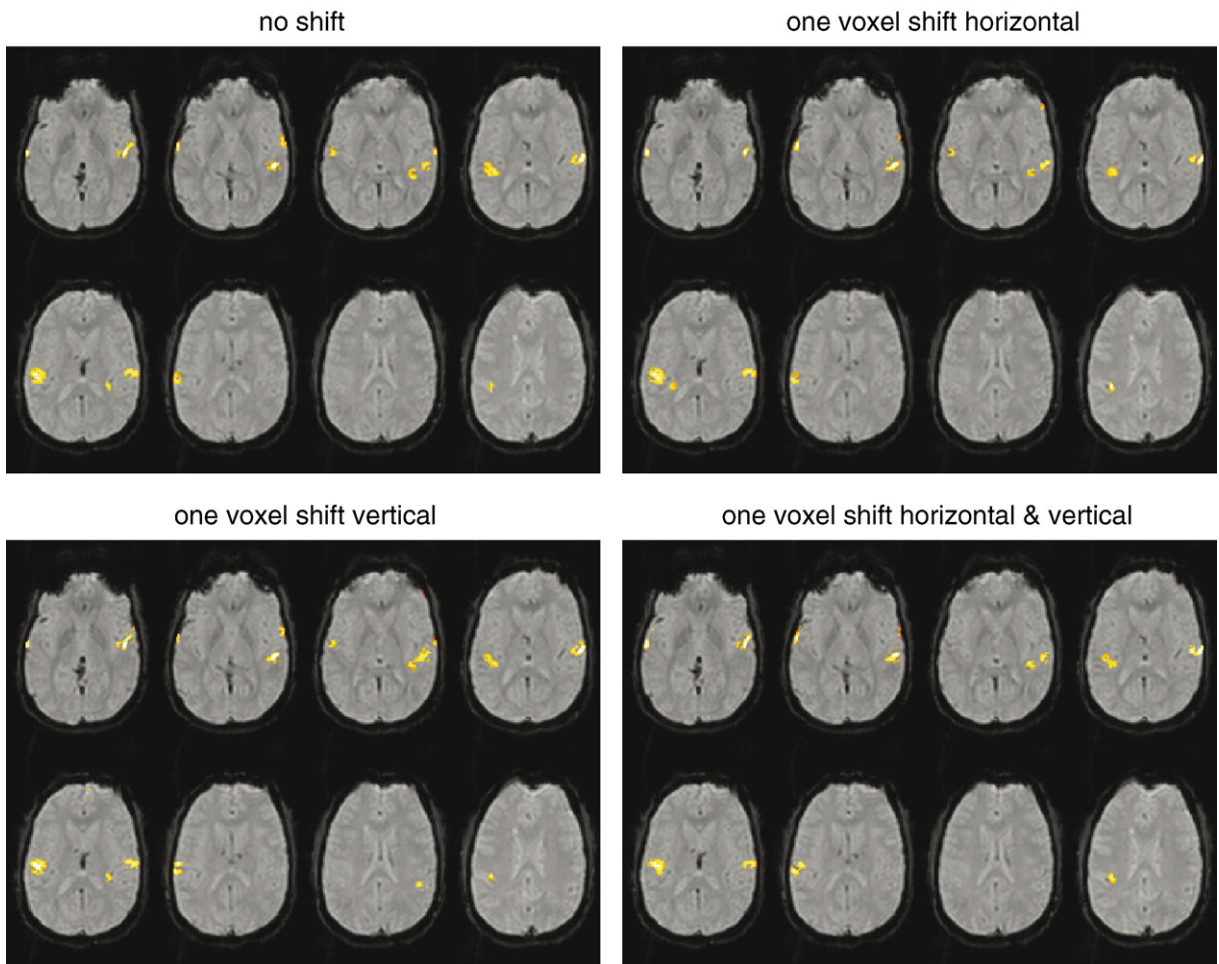 no shift
one voxel shift horizontal
one voxel shift vertical
one voxel shift horizontal & vertical